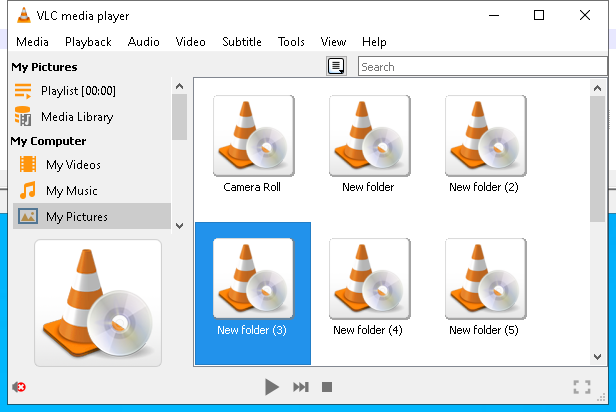 VLC media player
Media Playback Audio Video Subtitle Tools View Help
My Pictures
Search
Playlist [00:00]
Media Library
My Computer
My Videos
My Music
My Pictures
Camera Roll
New folder
New folder (2)
New folder (3)
New folder (4)
New folder (5)